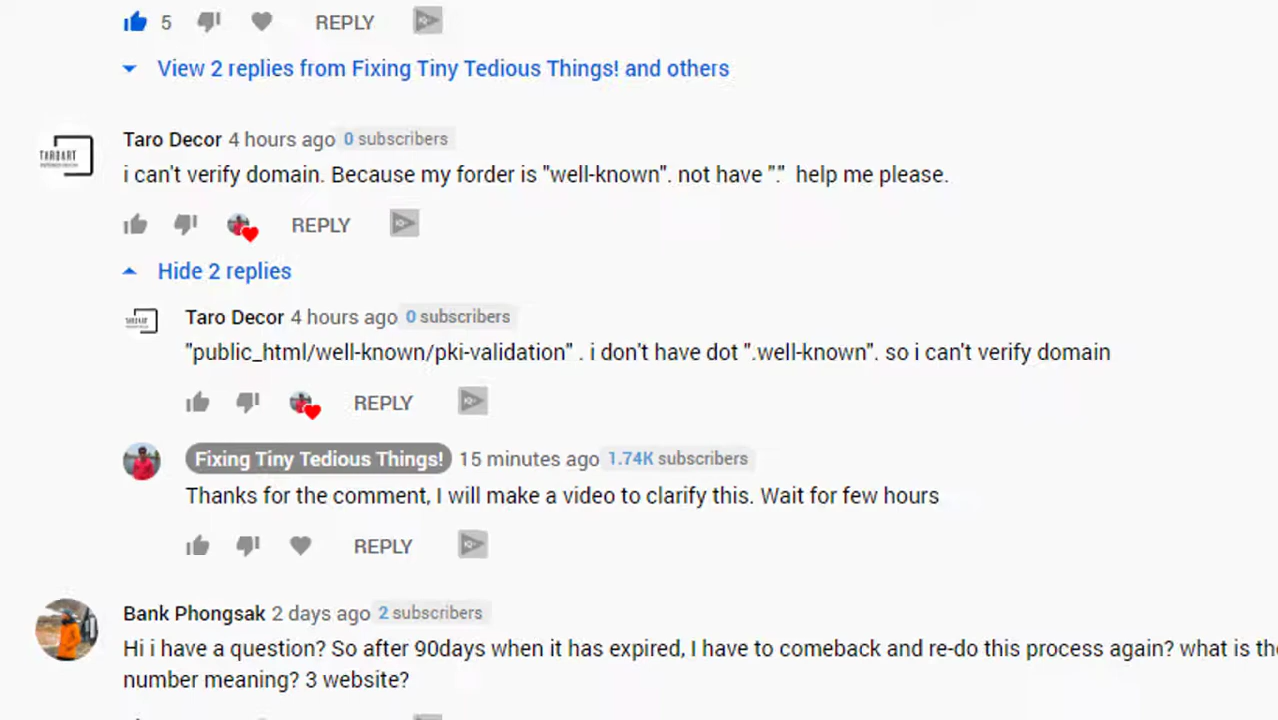 5 REPLY
View 2 replies from Fixing Tiny Tedious Things! and others
Taro Decor 4 hours ago 0 subscribers
i can't verify domain. Because my forder is "well-known". not have "." help me please.
REPLY
Hide 2 replies
Taro Decor 4 hours ago 0 subscribers
"public_html/well-known/pki-validation" . i don't have dot ".well-known". so i can't verify domain
REPLY
Fixing Tiny Tedious Things! 15 minutes ago 1.74K subscribers
Thanks for the comment, I will make a video to clarify this. Wait for few hours
REPLY
Bank Phongsak 2 days ago 2 subscribers
Hi i have a question? So after 90days when it has expired, I have to comeback and re-do this process again? what is the
number meaning? 3 website?